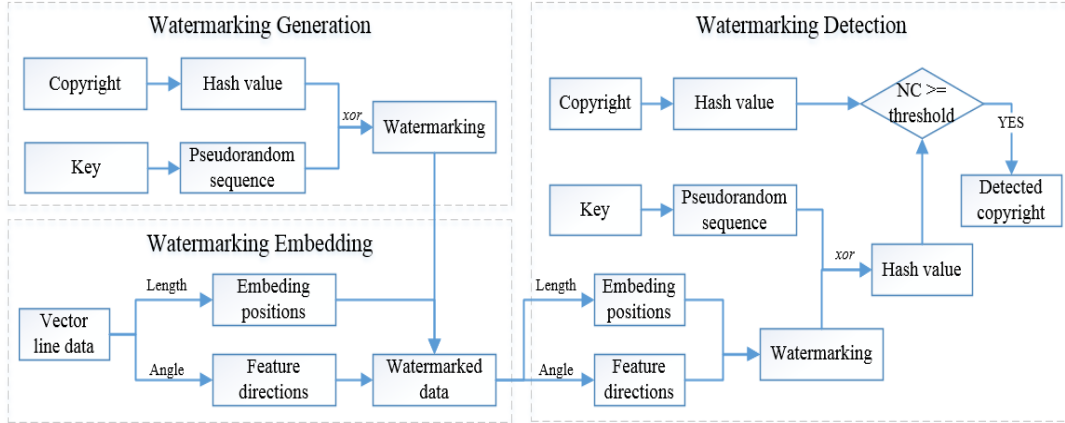 Watermarking Generation
Copyright
Hash value
xor
Watermarking
Key
Pseudorandom
sequence
Watermarking Embedding
Vector
line data
Length
Embeding
positions
Angle
Feature
directions
Watermarked
data
Watermarking Detection
Copyright
Hash value
NC >=
threshold
YES
Detected
copyright
Key
Pseudorandom
sequence
xor
Hash value
Length
Embeding
positions
Watermarking
Angle
Feature
directions